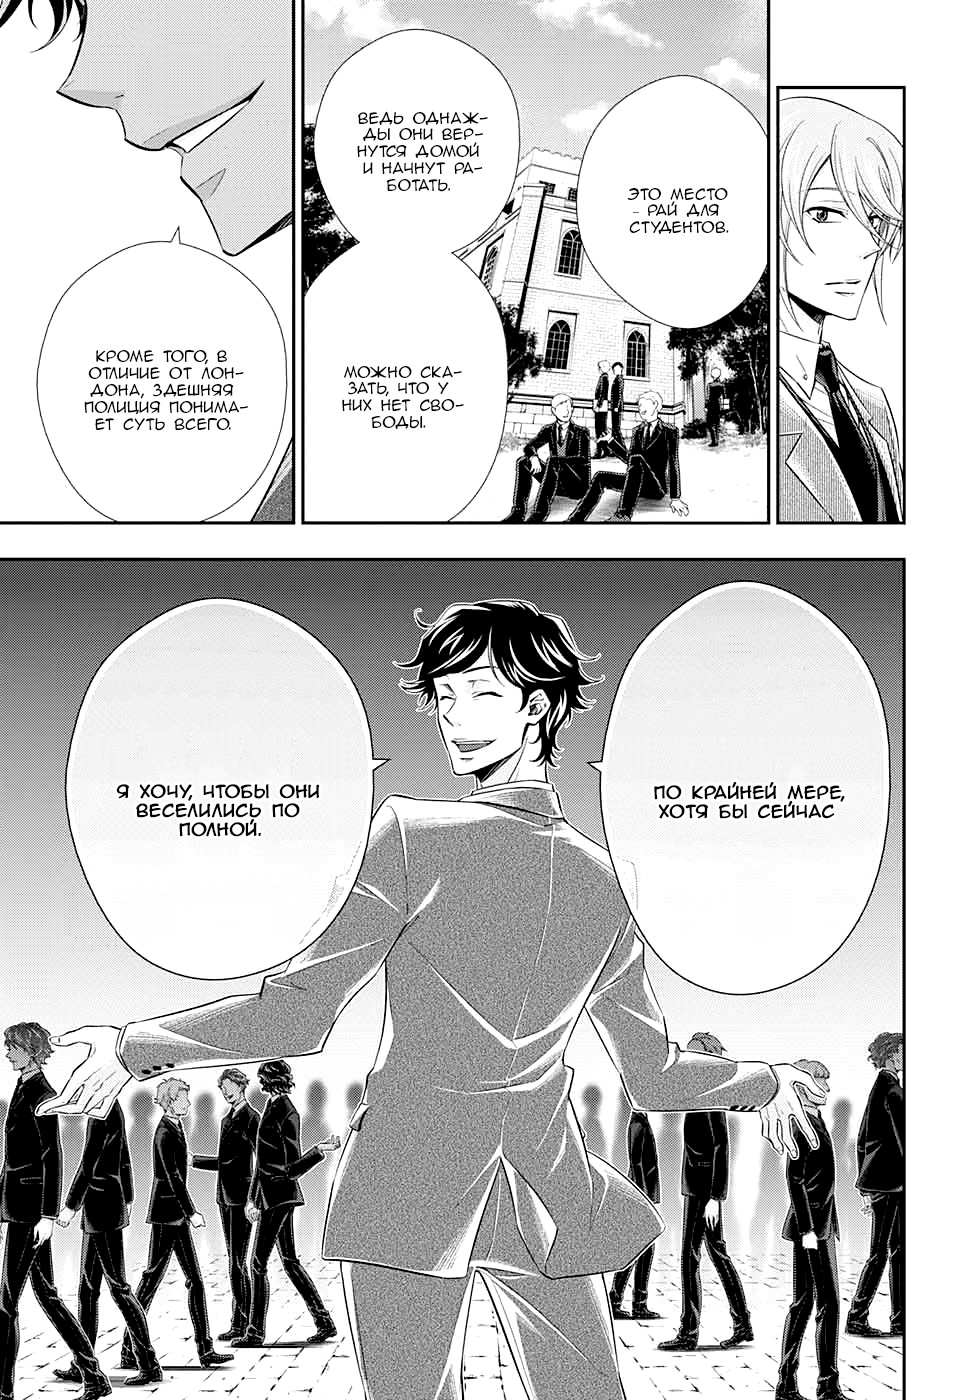 ЭТО МЕСТО
- РАЙ ДЛЯ
СТУДЕНТОВ.
ВЕДЬ ОДНАЖ-
ДЫ ОНИ ВЕР-
НУТСЯ ДОМОЙ
И НАЧНУТ РА-
БОТАТЬ.
МОЖНО СКА-
ЗАТЬ, ЧТО У
НИХ НЕТ СВО-
БОДЫ.
КРОМЕ ТОГО, В
ОТЛИЧИЕ ОТ ЛОН-
ДОНА, ЗДЕШНЯЯ
ПОЛИЦИЯ ПОНИМА-
ЕТ СУТЬ ВСЕГО.
ПО КРАЙНЕЙ МЕРЕ,
ХОТЯ БЫ СЕЙЧАС
Я ХОЧУ, ЧТОБЫ ОНИ
ВЕСЕЛИЛИСЬ ПО
ПОЛНОЙ.